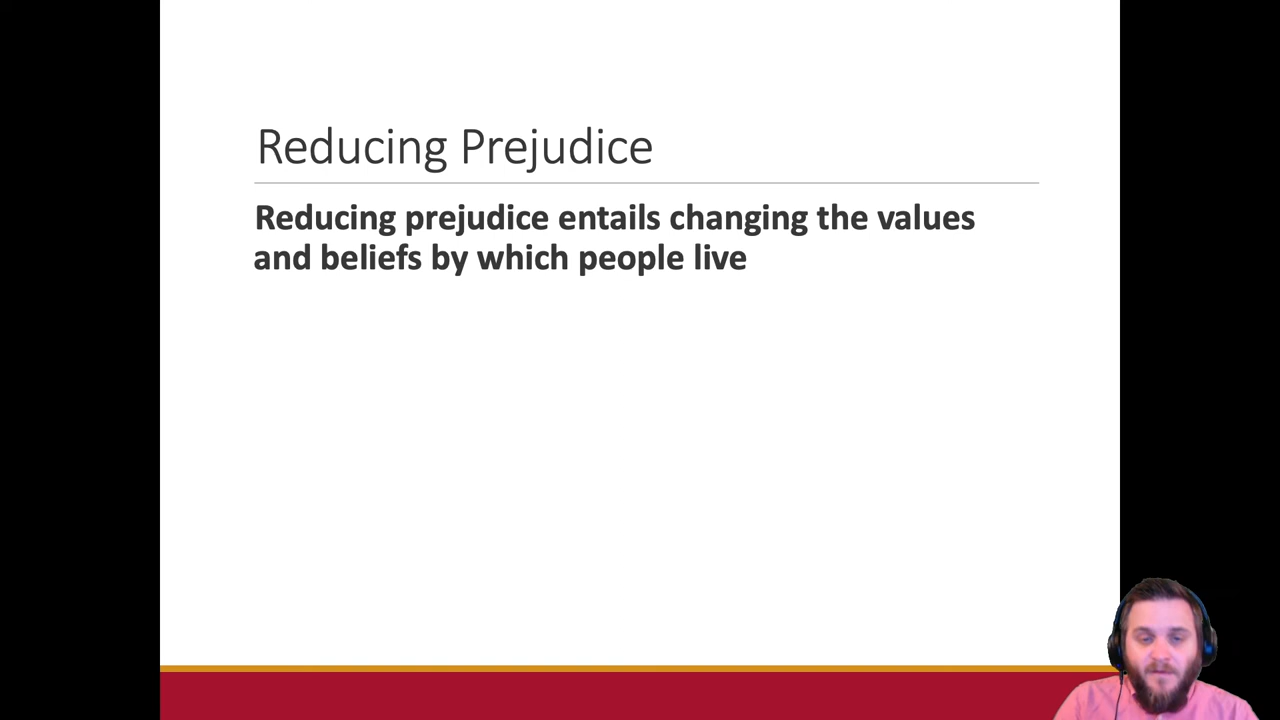 Reducing Prejudice
Reducing prejudice entails changing the values
and beliefs by which people live